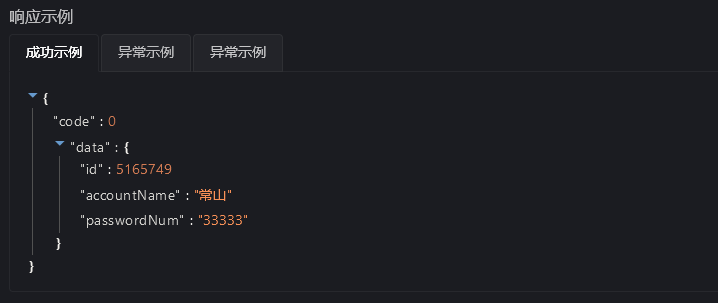 响应示例
成功示例 异常示例 异常示例
{
"code" : 0
"data" : {
"id" : 5165749
"accountName" : "常山"
"passwordNum" : "33333"
}
}